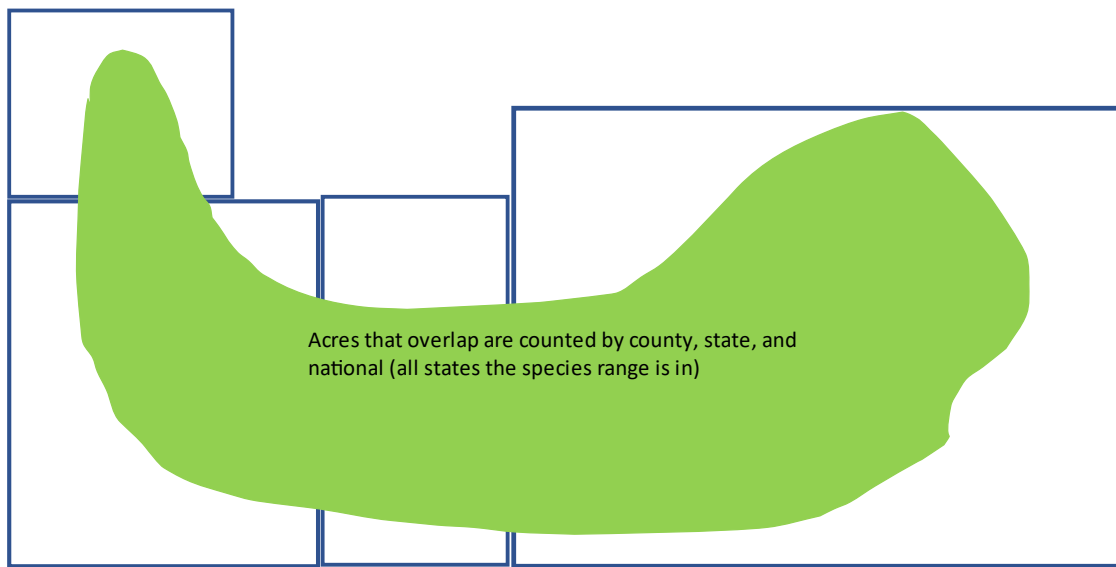 Acres that overlap are counted by county, state, and
national (all states the species range is in)